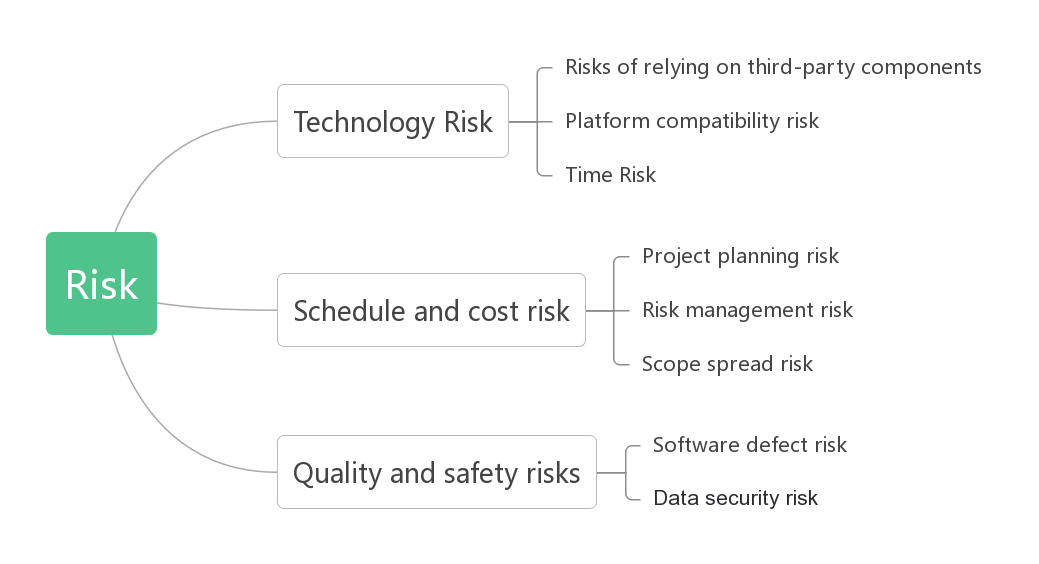 Risk
Technology Risk
Risks of relying on third-party components
Platform compatibility risk
Time Risk
Schedule and cost risk
Project planning risk
Risk management risk
Scope spread risk
Quality and safety risks
Software defect risk
Data security risk